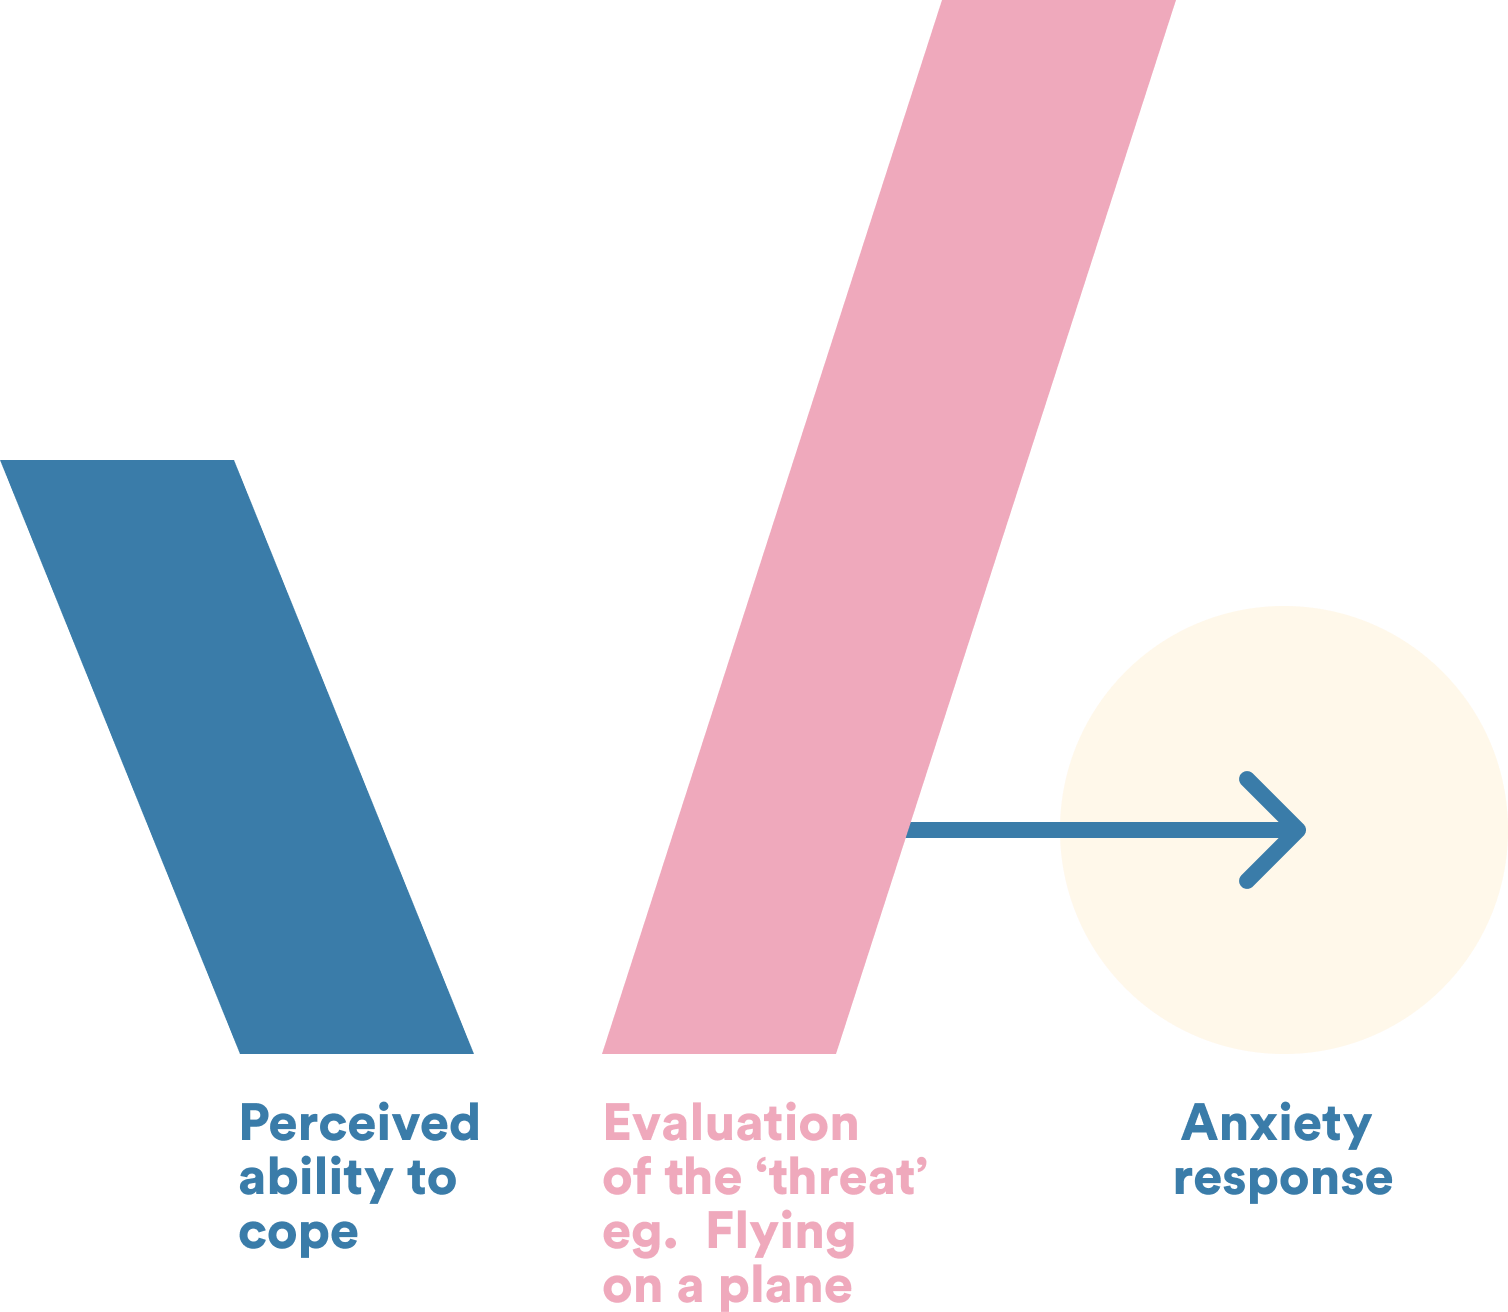 Perceived
ability to
cope
Evaluation
of the ‘threat’
eg.  Flying
on a plane
Anxiety
response